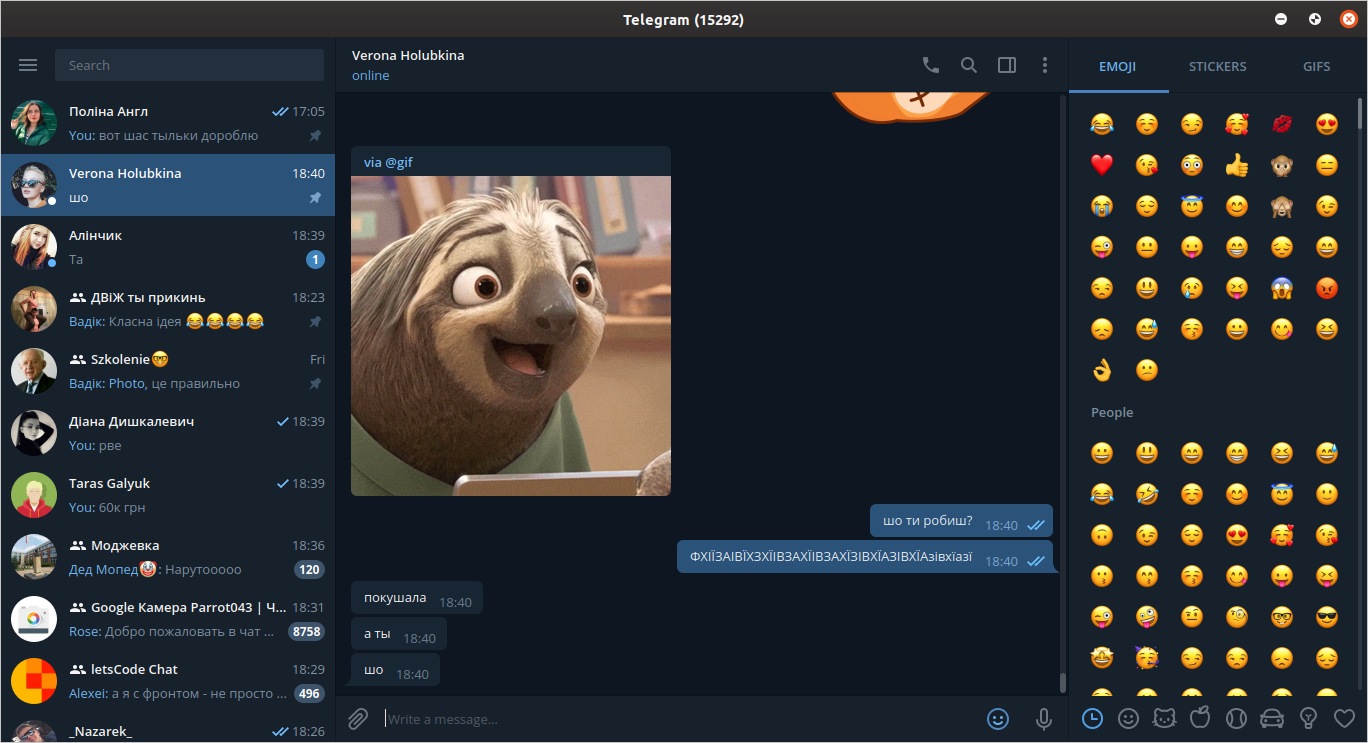 Telegram (15292)
Search
Поліна Англ 17:05
You: вот шас тыльки дороблю
Verona Holubkina 18:40
шо
Алінчик 18:39
Та 1
ДВіЖ ты прикинь 18:23
Вадік: Класна ідея 😂😂😂😂
Szkolenie🤓 Fri
Вадік: Photo, це правильно
Діана Дишкалевич 18:39
You: рве
Taras Galyuk 18:39
You: 60к грн
Моджевка 18:36
Дед Мопед🤡: Нарутооооо 120
Google Камера Parrot043 | Ч... 18:31
Rose: Добро пожаловать в чат ... 8758
letsCode Chat 18:29
Alexei: а я с фронтом - не просто ... 496
_Nazarek_ 18:26
Verona Holubkina
online
via @gif
шо ти робиш? 18:40
ФХІЇЗАІВЇХЗХЇІВЗАХЇІВЗАХЇЗІВХЇАЗІВХЇАзівхїазї 18:40
покушала 18:40
а ты 18:40
шо 18:40
Write a message...
EMOJI STICKERS GIFS
People